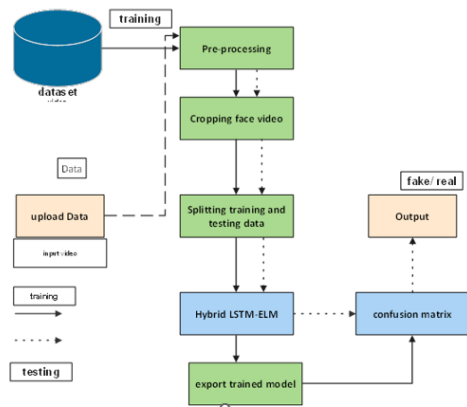 training
dataset
Pre-processing
Cropping face video
Data
fake/ real
upload Data
Splitting training and
testing data
Output
input video
training
Hybrid LSTM-ELM
confusion matrix
testing
export trained model